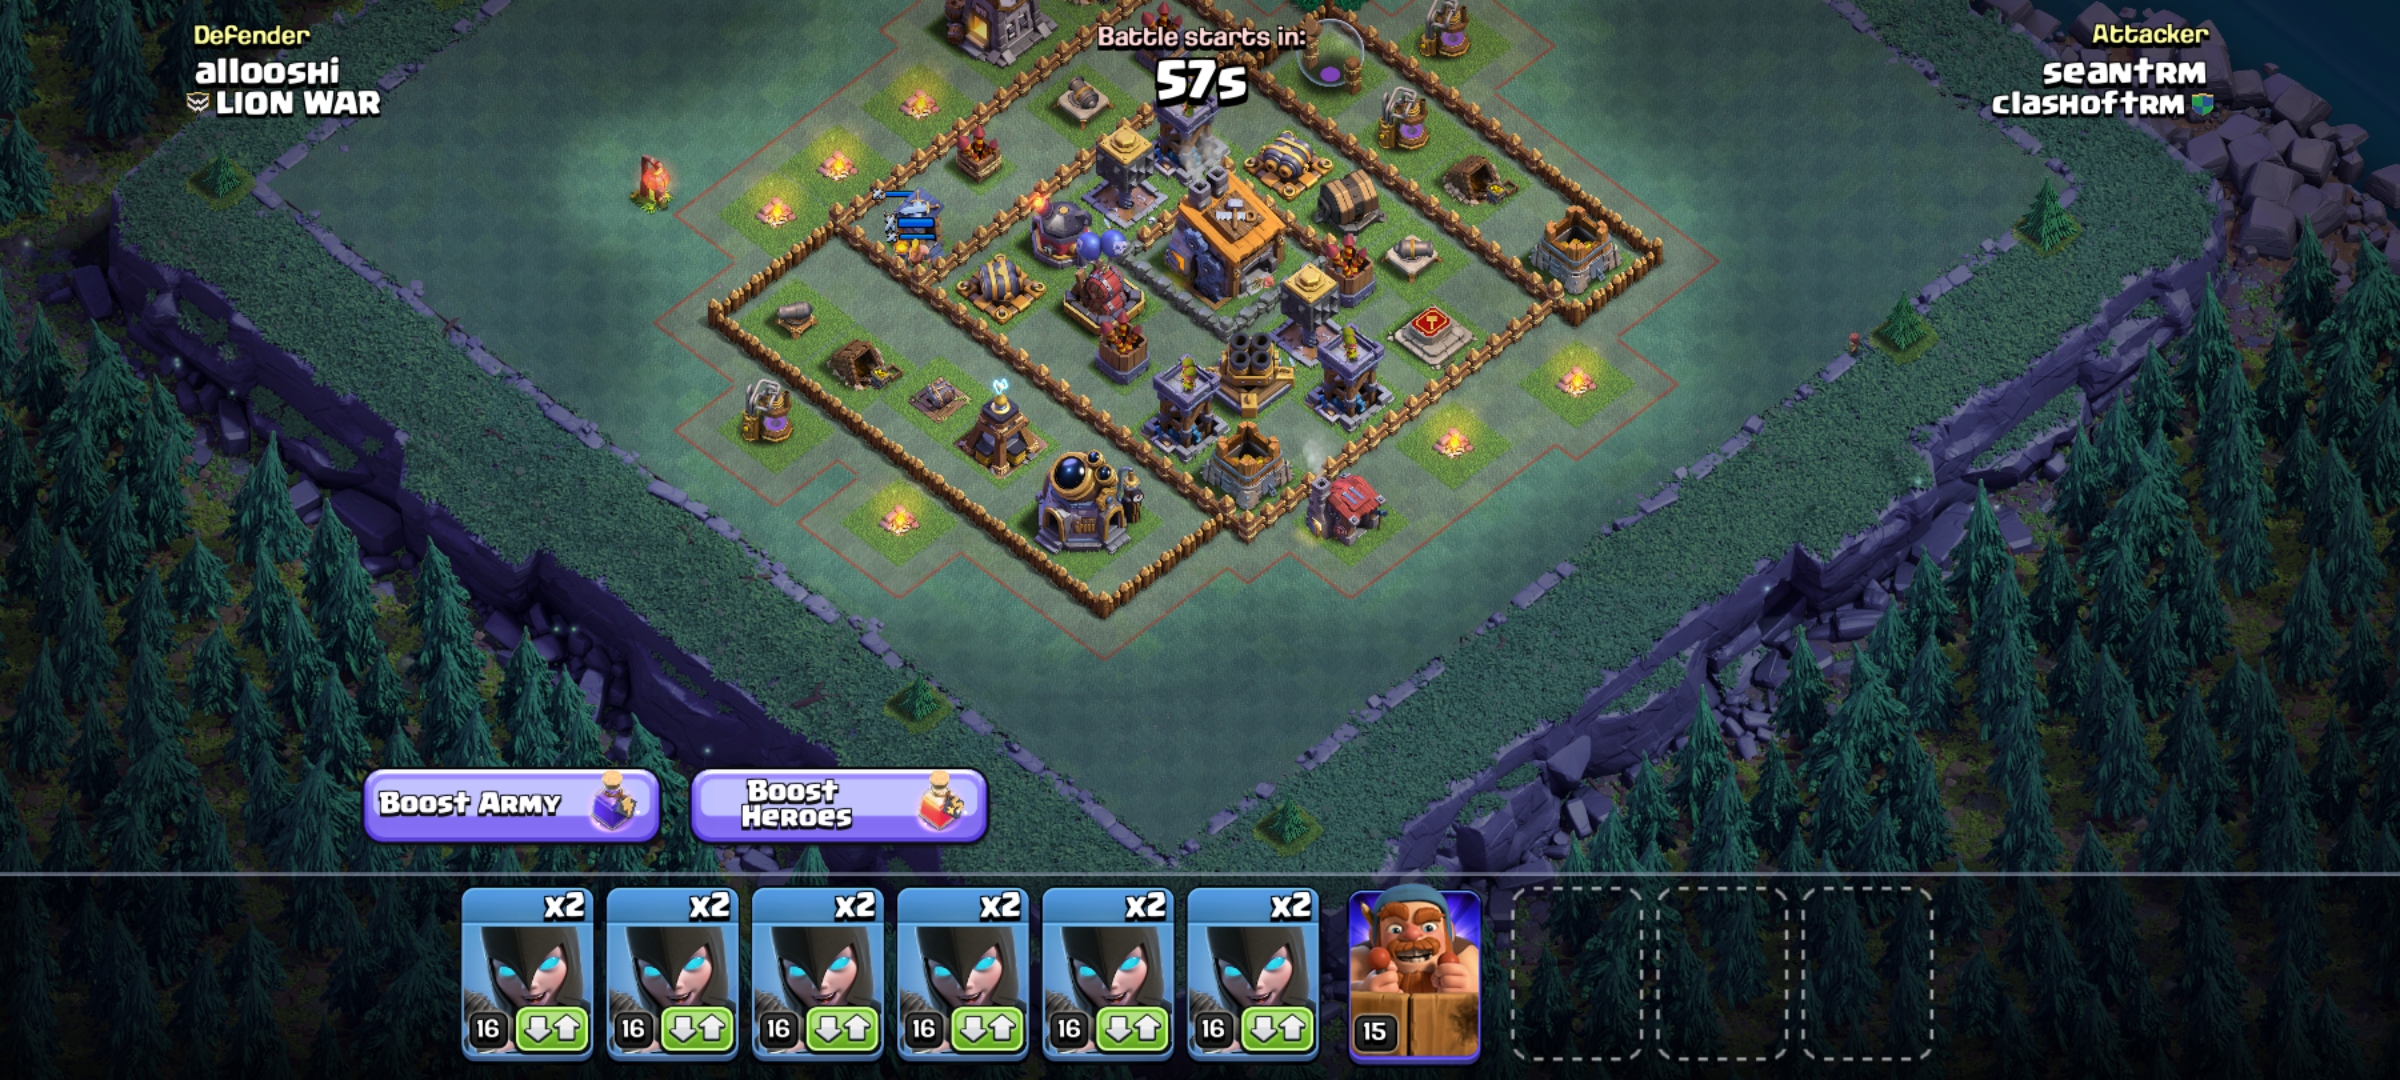 Defender
allooshi
LION WAR
Battle starts in:
57s
Attacker
seantRM
clashoftRM
Boost Army
Boost
Heroes
x2
x2
x2
x2
x2
x2
16
16
16
16
16
16
15